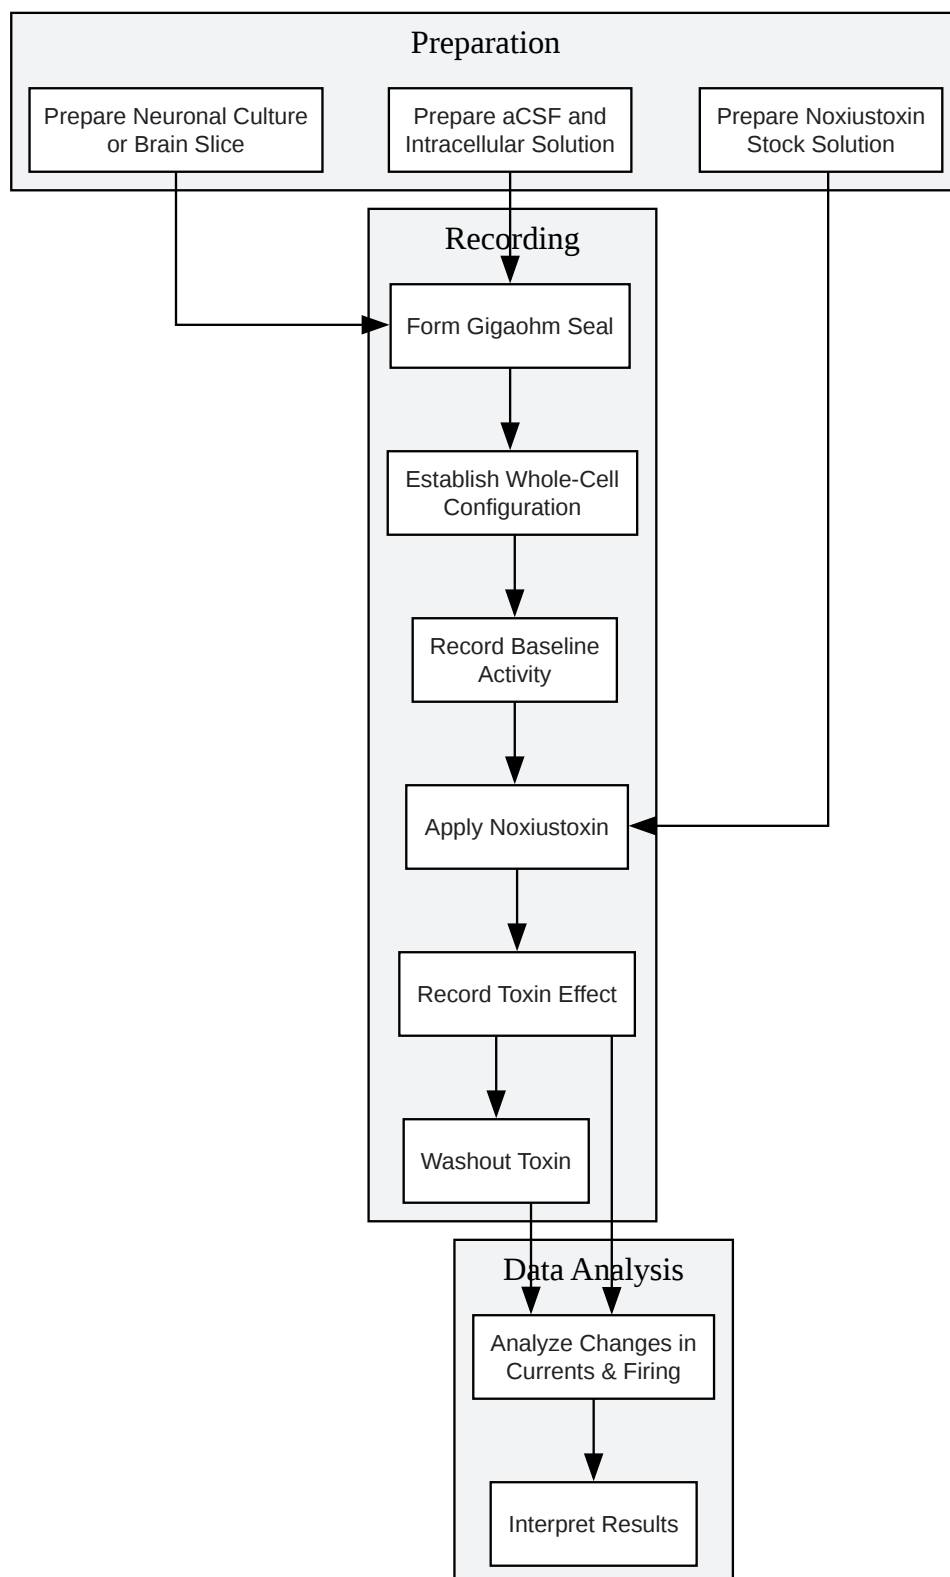 Preparation
Prepare Neuronal Culture
or Brain Slice
Prepare aCSF and
Intracellular Solution
Prepare Noxiustoxin
Stock Solution
Recording
Form Gigaohm Seal
Establish Whole-Cell
Configuration
Record Baseline
Activity
Apply Noxiustoxin
Record Toxin Effect
Washout Toxin
Data Analysis
Analyze Changes in
Currents & Firing
Interpret Results